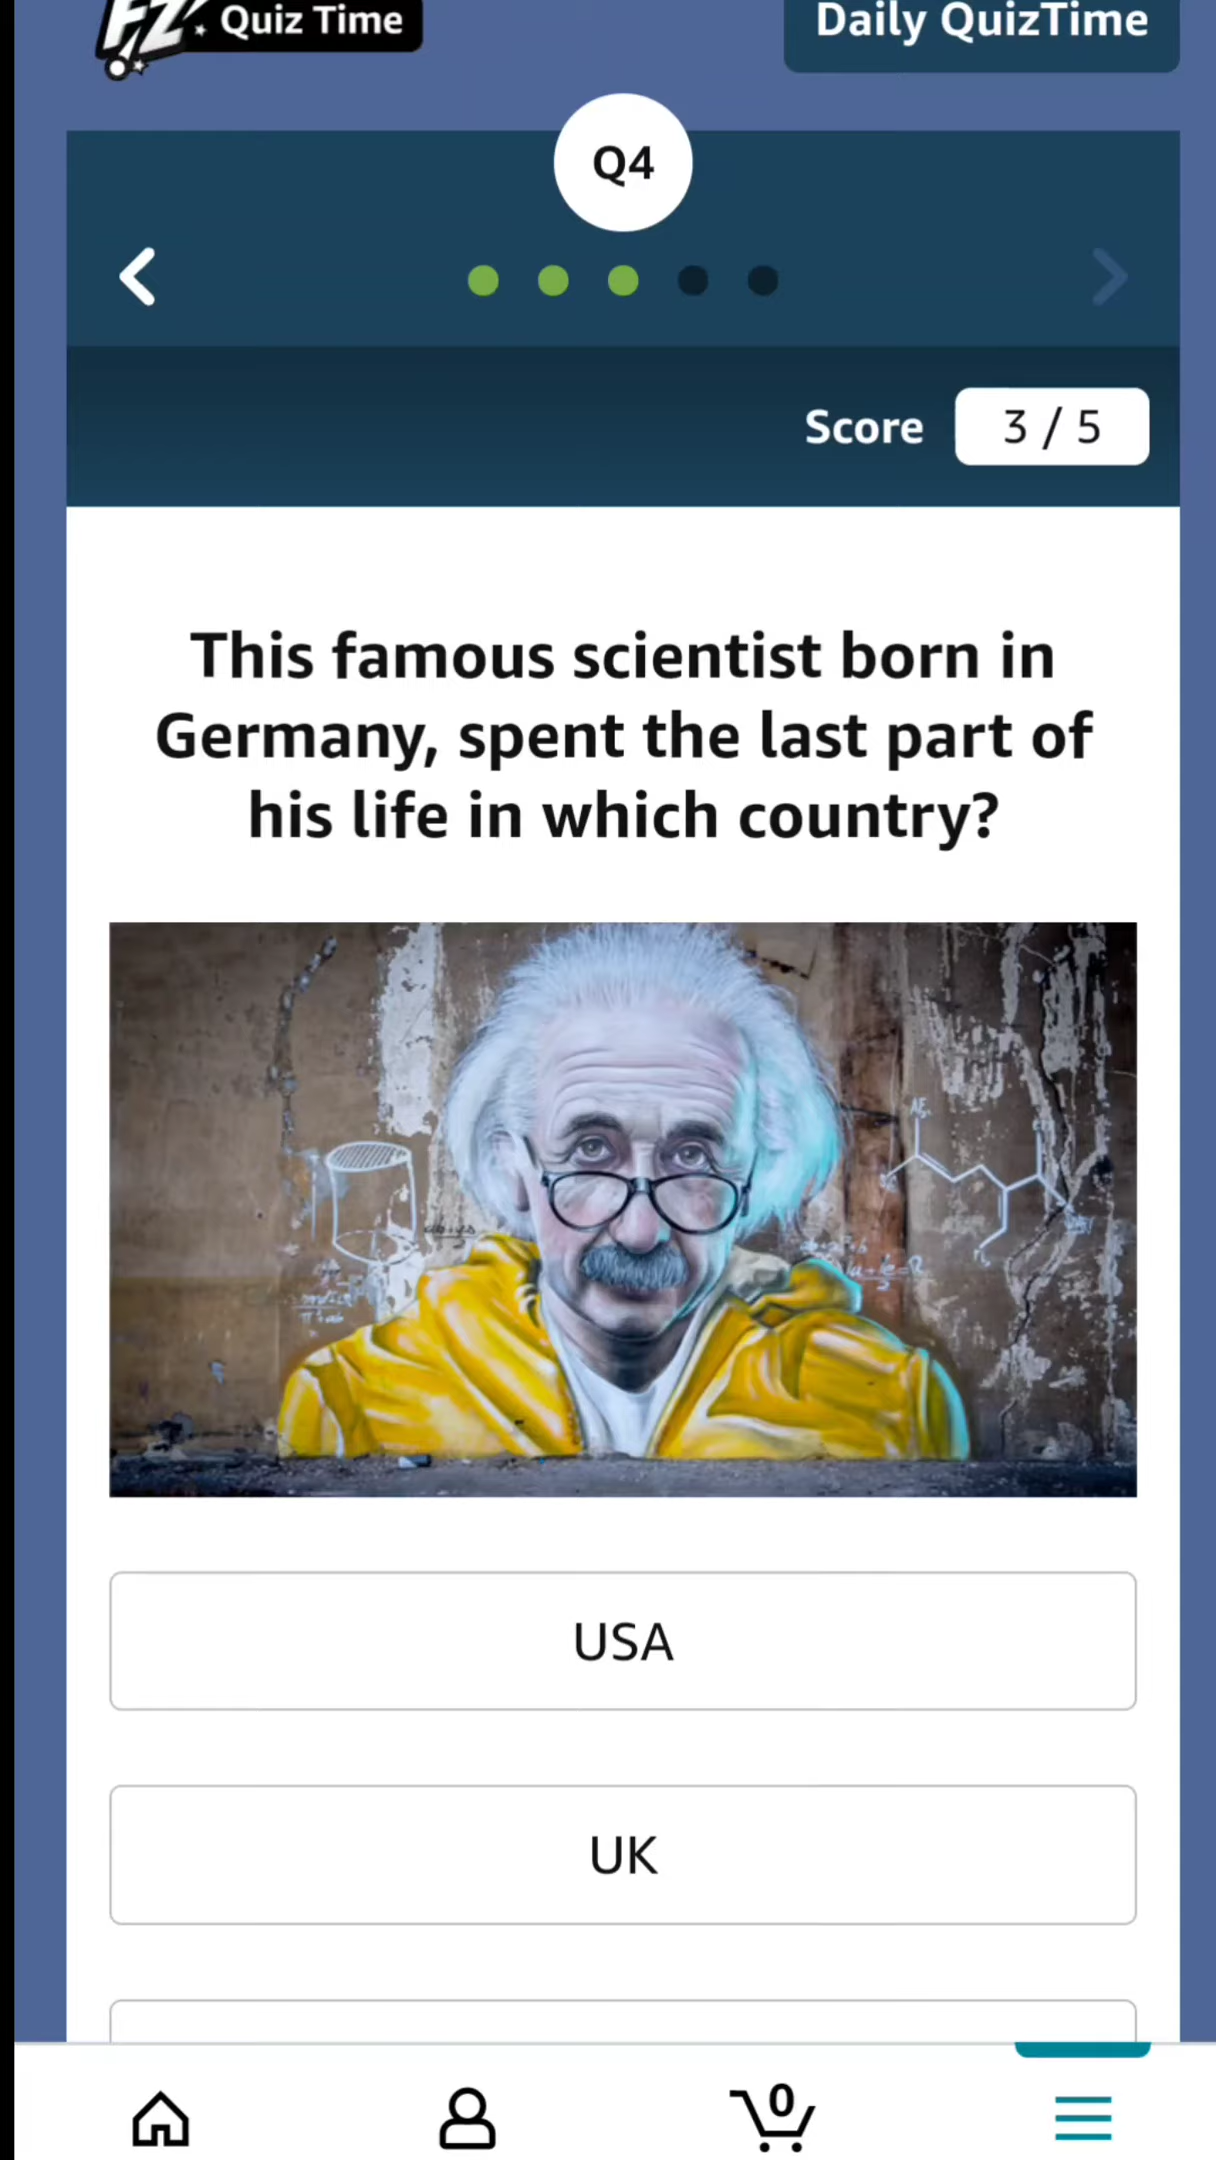 FZ Quiz Time
Daily QuizTime
Q4
Score 3 / 5
This famous scientist born in
Germany, spent the last part of
his life in which country?
USA
UK
0